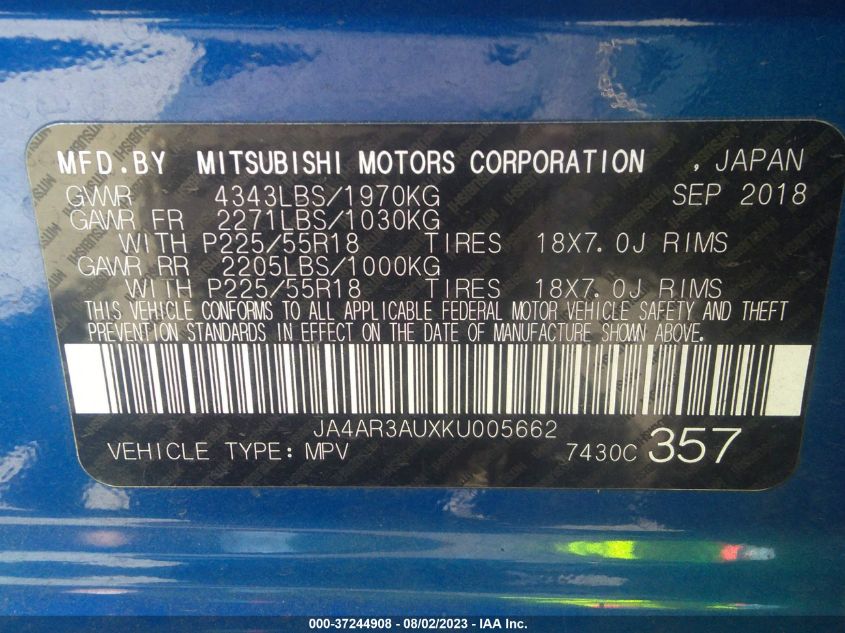 MFD.BY MITSUBISHI MOTORS CORPORATION , JAPAN
GVWR 4343LBS/1970KG SEP 2018
GAWR FR 2271LBS/1030KG
WITH P225/55R18 TIRES 18X7.0J RIMS
GAWR RR 2205LBS/1000KG
WITH P225/55R18 TIRES 18X7.0J RIMS
THIS VEHICLE CONFORMS TO ALL APPLICABLE FEDERAL MOTOR VEHICLE SAFETY AND THEFT
PREVENTION STANDARDS IN EFFECT ON THE DATE OF MANUFACTURE SHOWN ABOVE.
JA4AR3AUXKU005662
VEHICLE TYPE: MPV 7430C 357
000-37244908 - 08/02/2023 - IAA Inc.